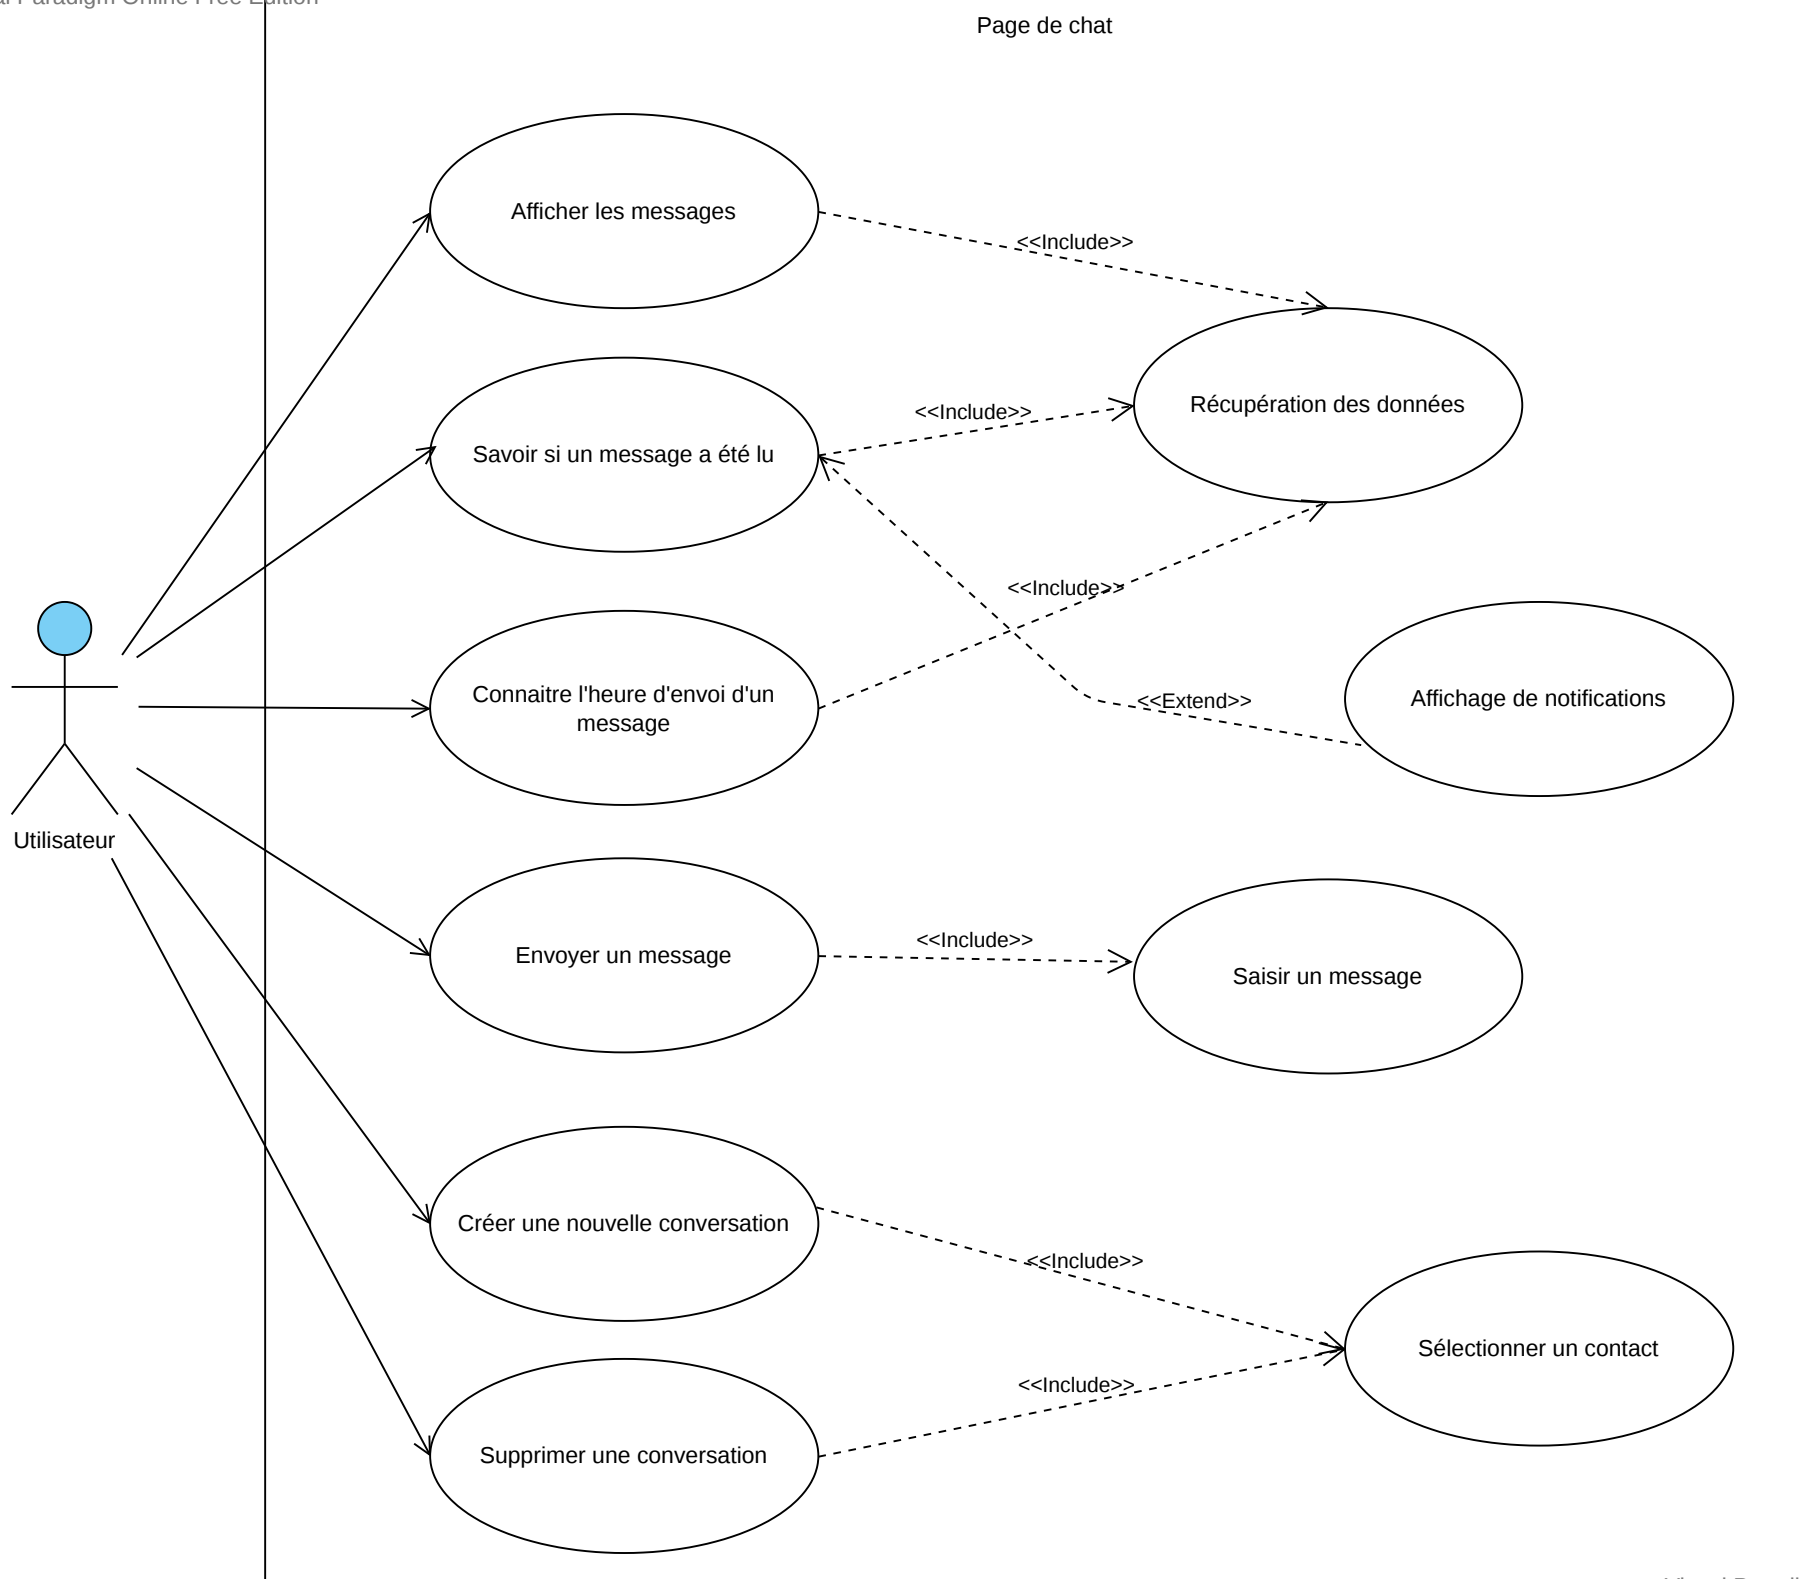 Paradigm Online Free Edition
Page de chat
Afficher les messages
<<Include>>
Récupération des données
<<Include>>
Savoir si un message a été lu
<<Include>>
Connaitre l'heure d'envoi d'un
message
<<Extend>>
Affichage de notifications
Utilisateur
Envoyer un message
<<Include>>
Saisir un message
Créer une nouvelle conversation
<<Include>>
Sélectionner un contact
<<Include>>
Supprimer une conversation